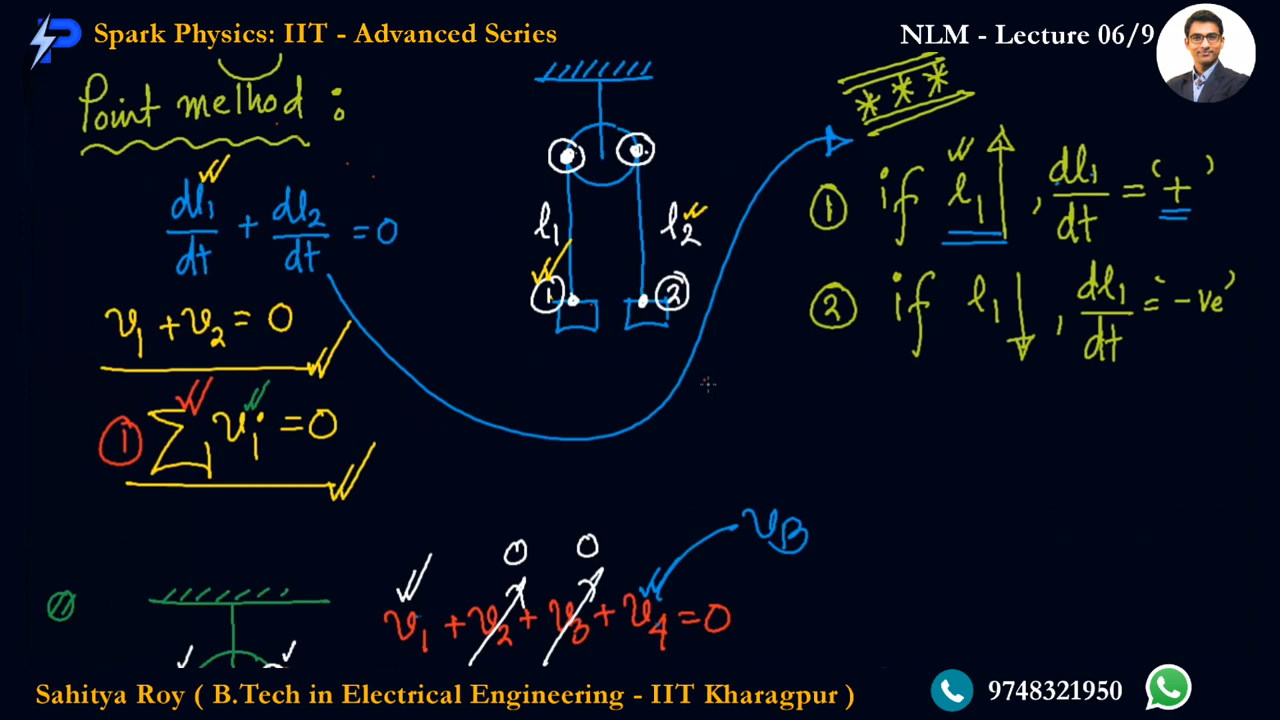 Spark Physics: IIT - Advanced Series
NLM - Lecture 06/9
Point method :
dl₁/dt + dl₂/dt = 0
v₁ + v₂ = 0
① ∑ vᵢ = 0
l₁ l₂
① ②
***
① if l₁ ↑, dl₁/dt = '+'
② if l₁ ↓, dl₁/dt = '-ve'
0 0
v₁ + v₂ + v₃ + v₄ = 0
v_B
Sahitya Roy ( B.Tech in Electrical Engineering - IIT Kharagpur )
9748321950